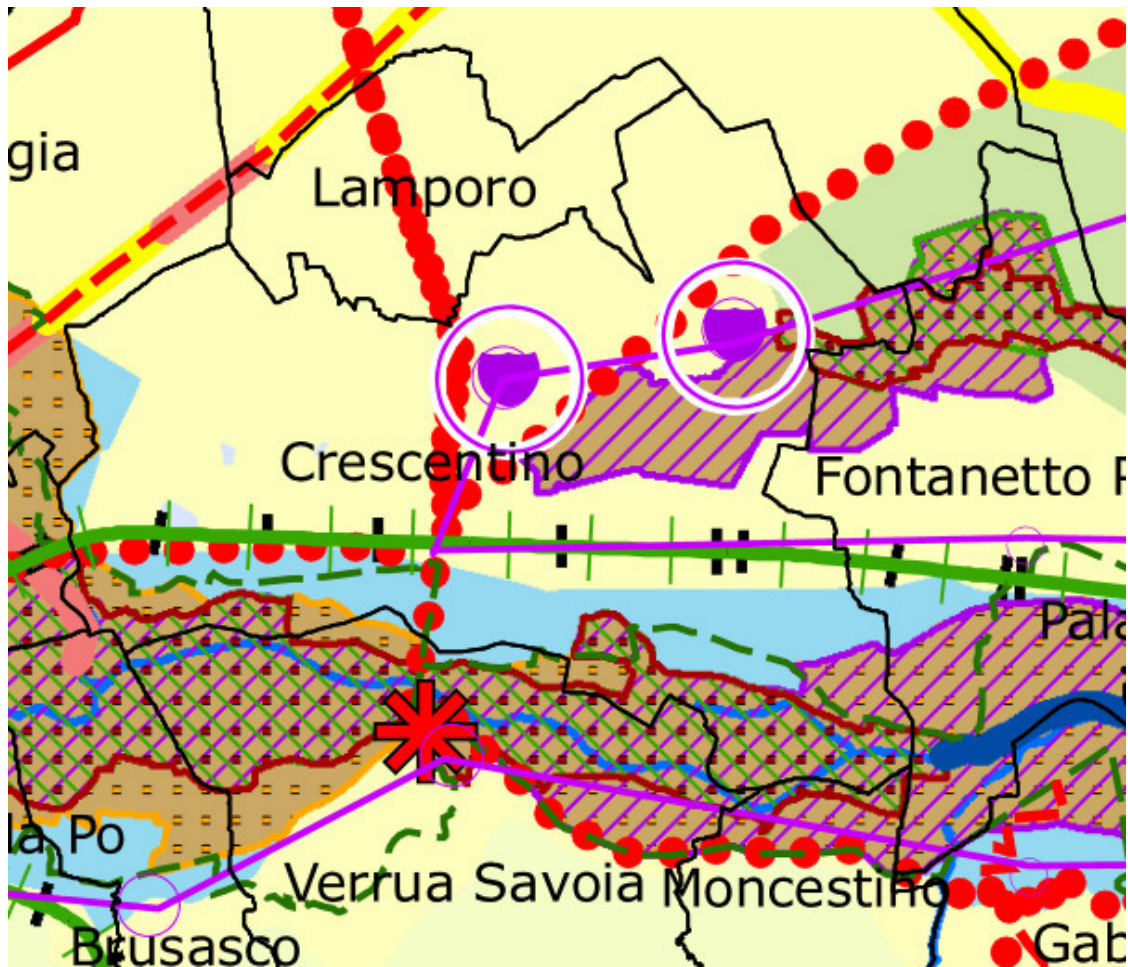 gia
Lamporo
Crescentino
Fontanetto P
Pala
la Po
Verrua Savoia
Moncestino
Brusasco
Gab